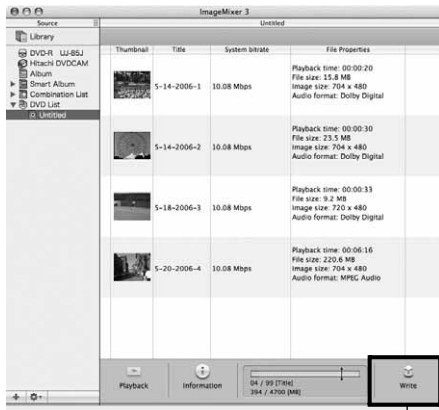 ImageMixer 3
Source
Untitled
Library
DVD-R UJ-85J
Hitachi DVDCAM
Album
Smart Album
Combination List
DVD List
Untitled
Thumbnail Title System bitrate File Properties
5-14-2006-1 10.08 Mbps
Playback time: 00:00:20
File size: 15.8 MB
Image size: 704 x 480
Audio format: Dolby Digital
5-14-2006-2 10.08 Mbps
Playback time: 00:00:30
File size: 23.5 MB
Image size: 704 x 480
Audio format: Dolby Digital
5-18-2006-3 10.08 Mbps
Playback time: 00:00:33
File size: 9.2 MB
Image size: 720 x 480
Audio format: Dolby Digital
5-20-2006-4 10.08 Mbps
Playback time: 00:06:16
File size: 220.6 MB
Image size: 704 x 480
Audio format: MPEG Audio
Playback Information
04 / 99 [Title]
394 / 4700 [MB]
Write